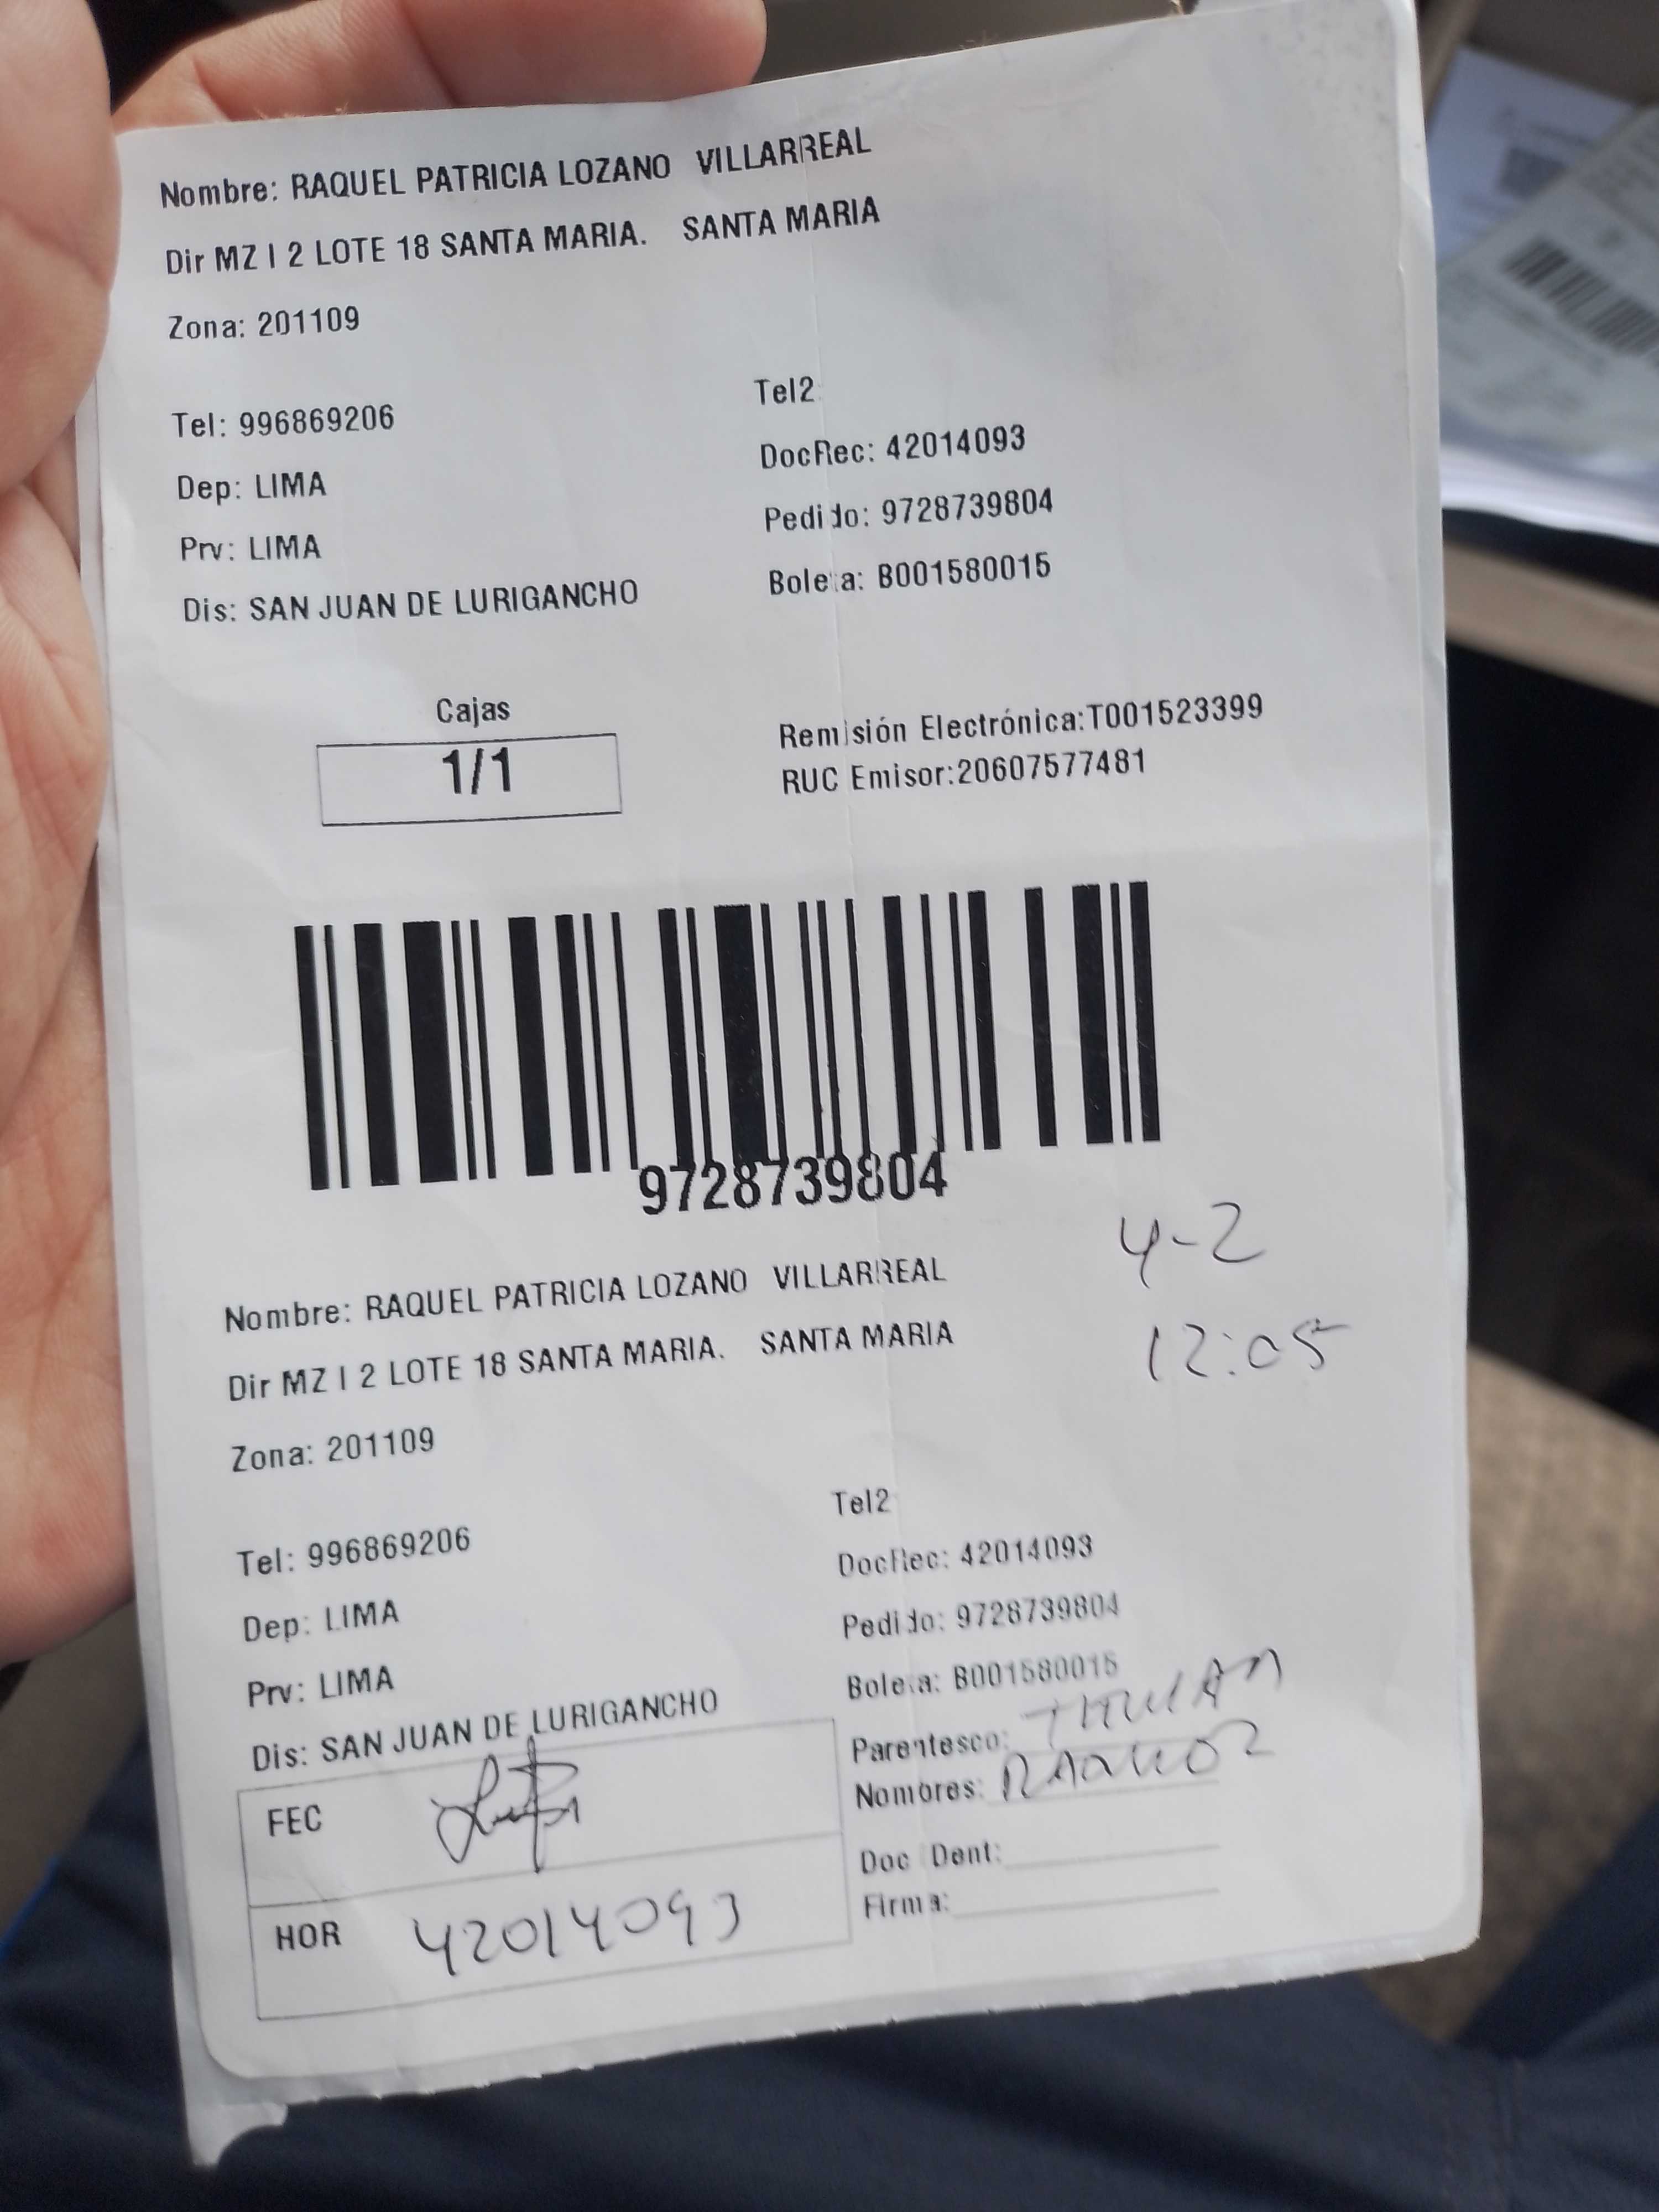 Nombre: RAQUEL PATRICIA LOZANO VILLARREAL
Dir MZ I 2 LOTE 18 SANTA MARIA. SANTA MARIA
Zona: 201109
Tel: 996869206
Dep: LIMA
Prv: LIMA
Dis: SAN JUAN DE LURIGANCHO
Tel2
DocRec: 42014093
Pedido: 9728739804
Boleta: B001580015
Cajas
1/1
Remisión Electrónica:T001523399
RUC Emisor:20607577481
9728739804
4-2
12:05
Nombre: RAQUEL PATRICIA LOZANO VILLARREAL
Dir MZ I 2 LOTE 18 SANTA MARIA. SANTA MARIA
Zona: 201109
Tel: 996869206
Dep: LIMA
Prv: LIMA
Dis: SAN JUAN DE LURIGANCHO
Tel2
DocRec: 42014093
Pedido: 9728739804
Boleta: B001580015
Parentesco:
Nombres:
Doc Dent:
Firma:
FEC
HOR 42014093